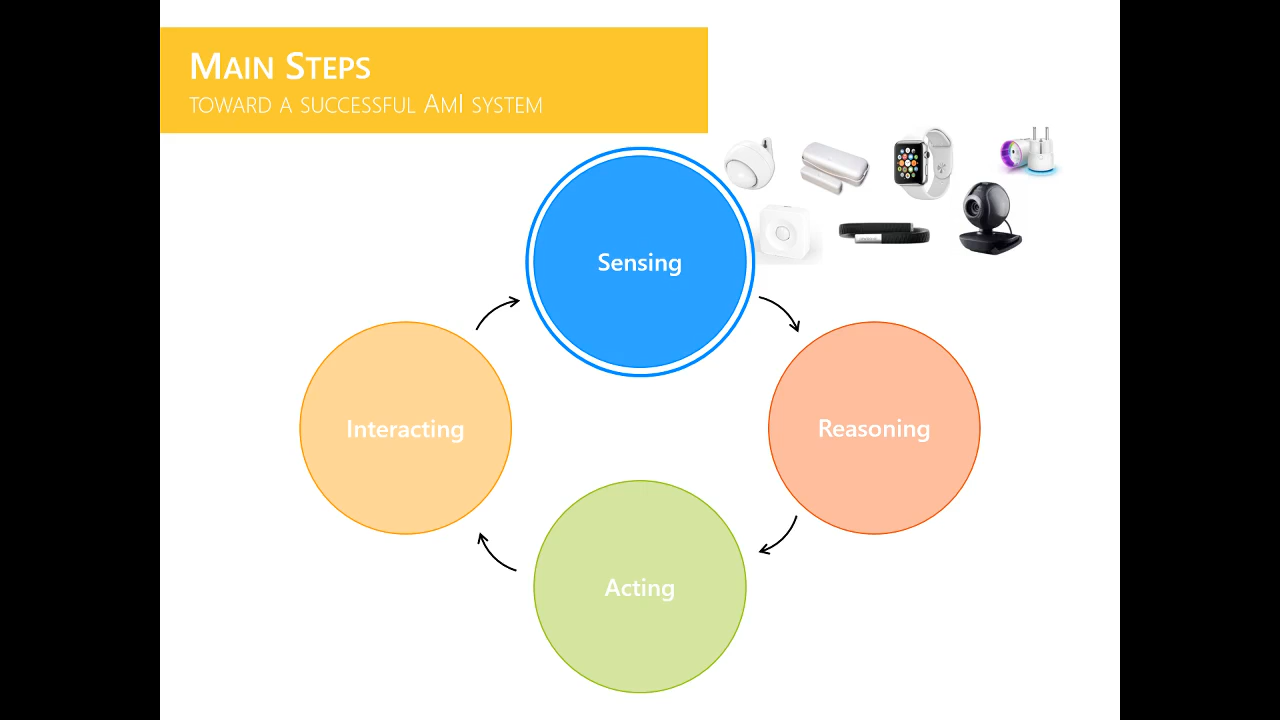 Main Steps
toward a successful AmI system
Sensing
Interacting
Reasoning
Acting